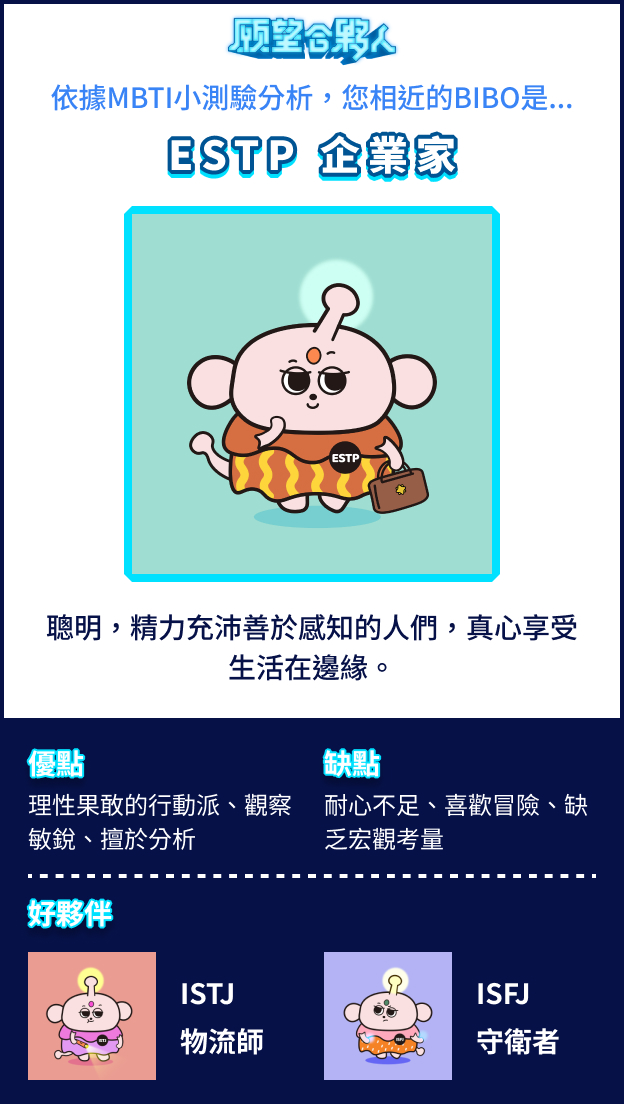 願望合夥人
依據MBTI小測驗分析，您相近的BIBO是...
ESTP 企業家
ESTP
聰明，精力充沛善於感知的人們，真心享受
生活在邊緣。
優點
理性果敢的行動派、觀察
敏銳、擅於分析
缺點
耐心不足、喜歡冒險、缺
乏宏觀考量
好夥伴
ISTJ
物流師
ISTJ
ISFJ
守衛者
ISFJ